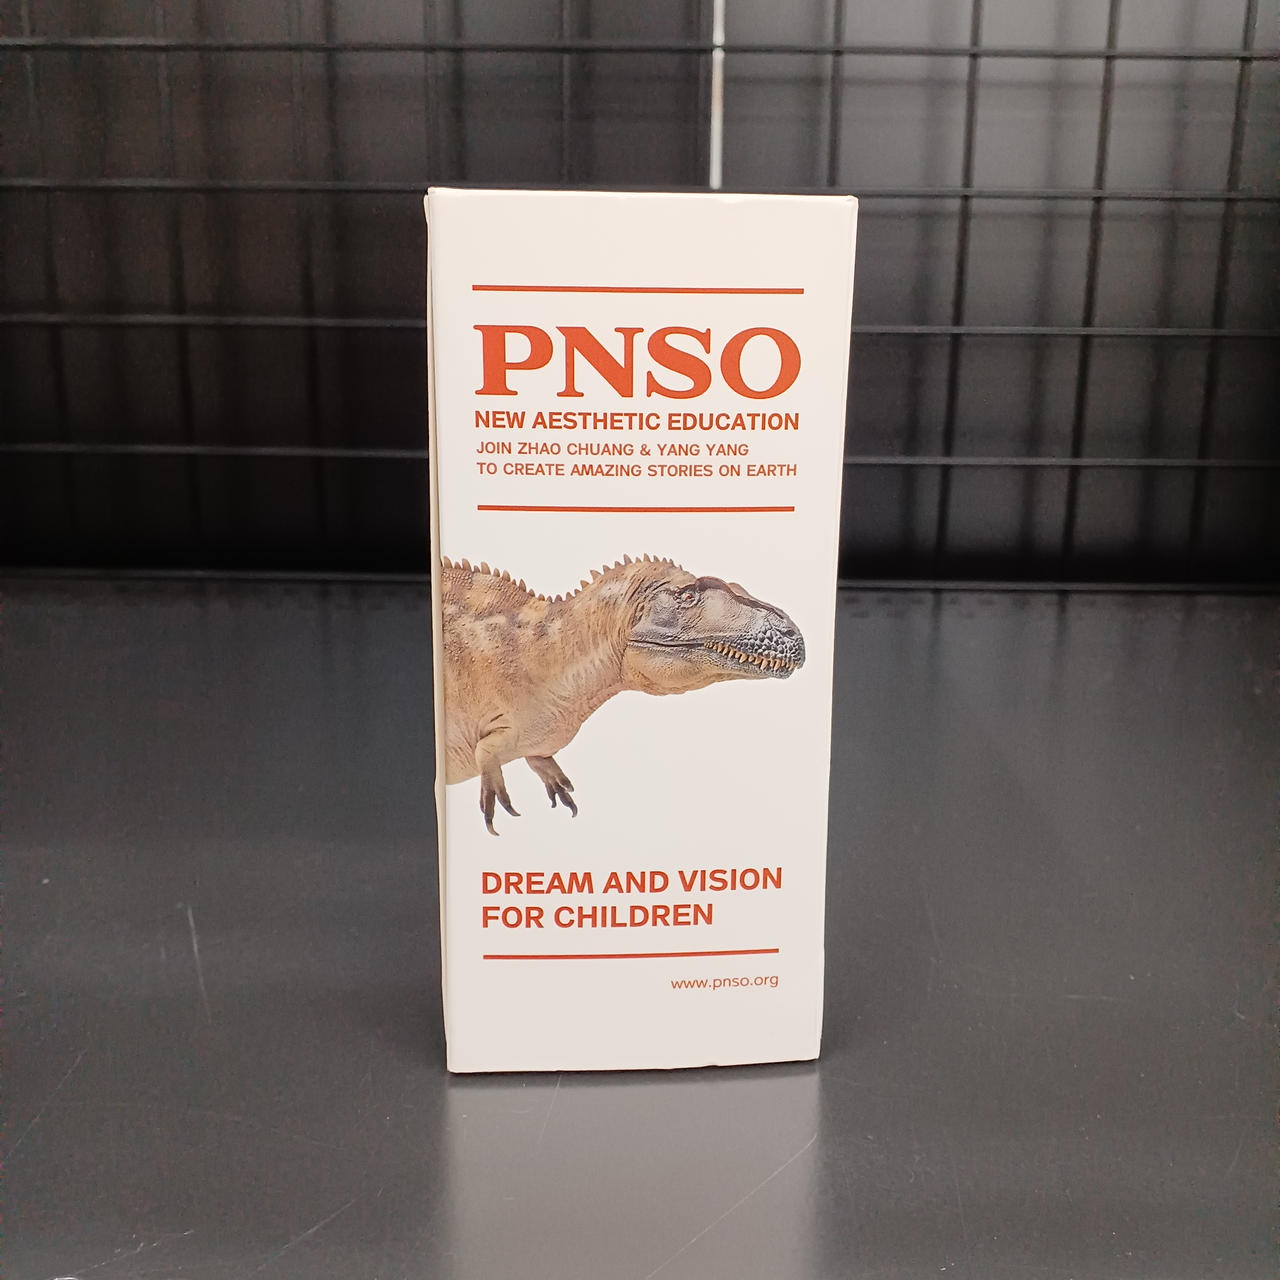 PNSO
NEW AESTHETIC EDUCATION
JOIN ZHAO CHUANG & YANG YANG
TO CREATE AMAZING STORIES ON EARTH
DREAM AND VISION
FOR CHILDREN
www.pnso.org